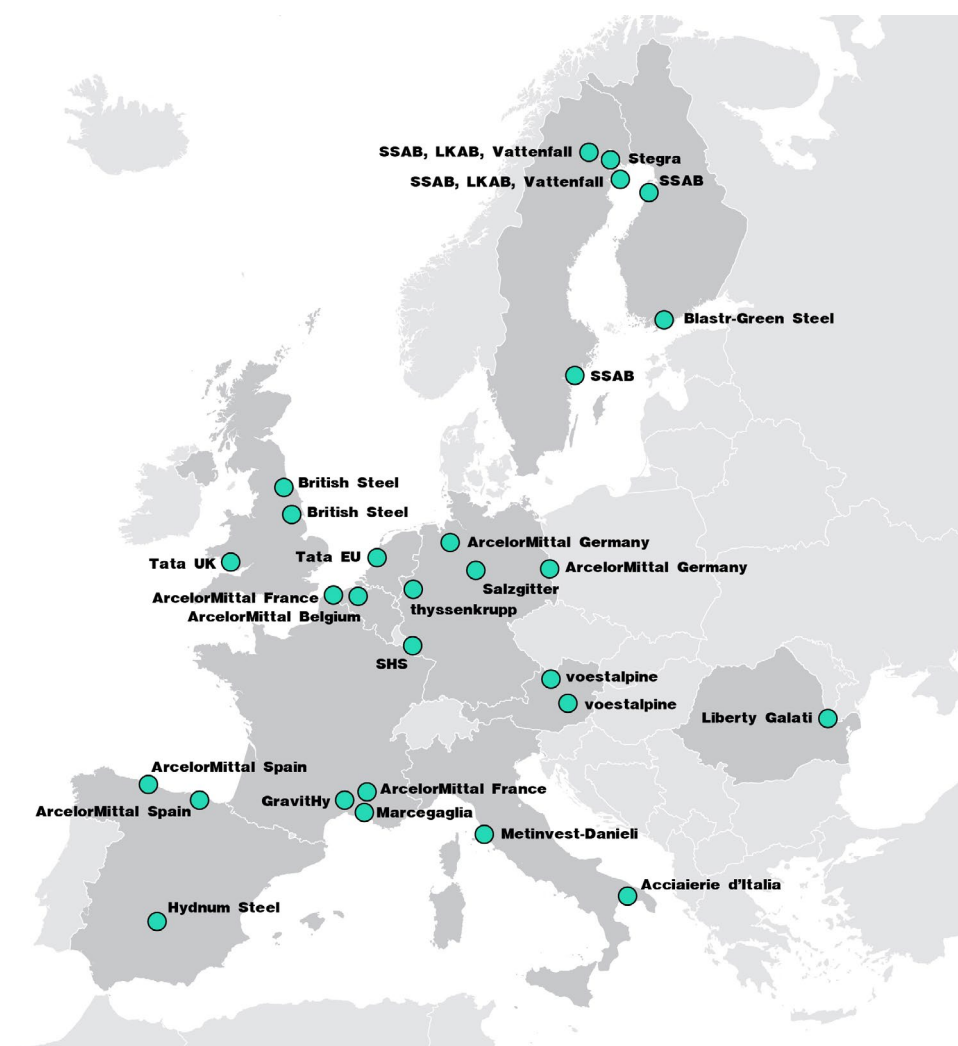 SSAB, LKAB, Vattenfall
Stegra
SSAB, LKAB, Vattenfall
SSAB
Blastr-Green Steel
SSAB
British Steel
British Steel
ArcelorMittal Germany
Tata EU
Tata UK
ArcelorMittal Germany
Salzgitter
ArcelorMittal France
thyssenkrupp
ArcelorMittal Belgium
SHS
voestalpine
voestalpine
Liberty Galati
ArcelorMittal Spain
ArcelorMittal France
GravitHy
ArcelorMittal Spain
Marcegaglia
Metinvest-Danieli
Acciaierie d'Italia
Hydnum Steel